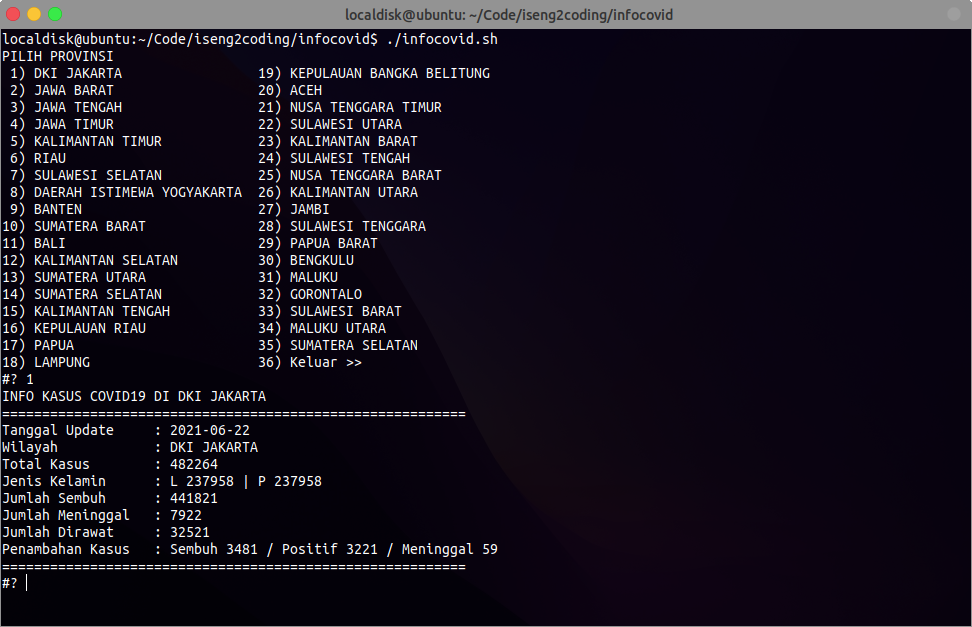 localdisk@ubuntu: ~/Code/iseng2coding/infocovid
localdisk@ubuntu:~/Code/iseng2coding/infocovid$ ./infocovid.sh
PILIH PROVINSI
 1) DKI JAKARTA                 19) KEPULAUAN BANGKA BELITUNG
 2) JAWA BARAT                  20) ACEH
 3) JAWA TENGAH                 21) NUSA TENGGARA TIMUR
 4) JAWA TIMUR                  22) SULAWESI UTARA
 5) KALIMANTAN TIMUR            23) KALIMANTAN BARAT
 6) RIAU                        24) SULAWESI TENGAH
 7) SULAWESI SELATAN            25) NUSA TENGGARA BARAT
 8) DAERAH ISTIMEWA YOGYAKARTA  26) KALIMANTAN UTARA
 9) BANTEN                      27) JAMBI
10) SUMATERA BARAT              28) SULAWESI TENGGARA
11) BALI                        29) PAPUA BARAT
12) KALIMANTAN SELATAN          30) BENGKULU
13) SUMATERA UTARA              31) MALUKU
14) SUMATERA SELATAN            32) GORONTALO
15) KALIMANTAN TENGAH           33) SULAWESI BARAT
16) KEPULAUAN RIAU              34) MALUKU UTARA
17) PAPUA                       35) SUMATERA SELATAN
18) LAMPUNG                     36) Keluar >>
#? 1
INFO KASUS COVID19 DI DKI JAKARTA
==========================================================
Tanggal Update     : 2021-06-22
Wilayah            : DKI JAKARTA
Total Kasus        : 482264
Jenis Kelamin      : L 237958 | P 237958
Jumlah Sembuh      : 441821
Jumlah Meninggal   : 7922
Jumlah Dirawat     : 32521
Penambahan Kasus   : Sembuh 3481 / Positif 3221 / Meninggal 59
==========================================================
#?